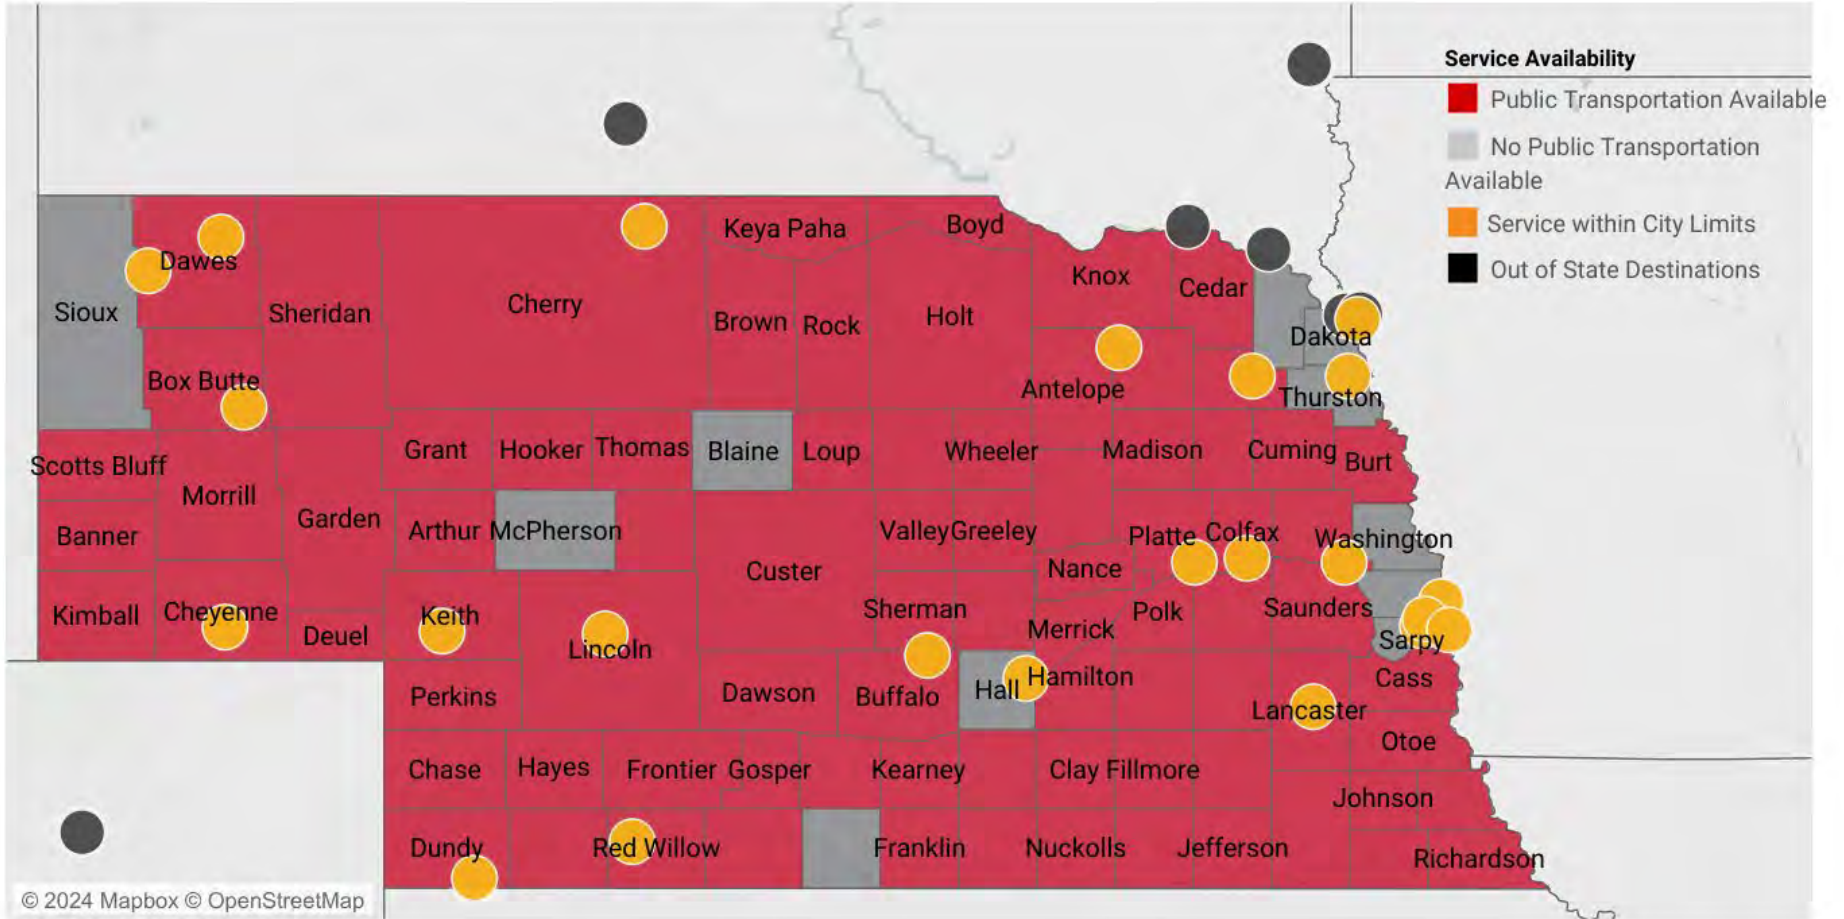 Service Availability
Public Transportation Available
No Public Transportation
Available
Service within City Limits
Out of State Destinations
Keya Paha
Boyd
Dawes
Knox
Cedar
Sioux
Sheridan
Cherry
Brown
Rock
Holt
Dakota
Box Butte
Antelope
Thurston
Scotts Bluff
Grant
Hooker
Thomas
Blaine
Loup
Wheeler
Madison
Cuming
Burt
Morrill
Garden
Banner
Arthur
McPherson
Valley
Greeley
Platte
Colfax
Washington
Custer
Nance
Kimball
Cheyenne
Deuel
Keith
Lincoln
Sherman
Merrick
Polk
Saunders
Sarpy
Perkins
Dawson
Buffalo
Hall
Hamilton
Cass
Lancaster
Otoe
Chase
Hayes
Frontier
Gosper
Kearney
Clay
Fillmore
Johnson
Dundy
Red Willow
Franklin
Nuckolls
Jefferson
Richardson
© 2024 Mapbox © OpenStreetMap